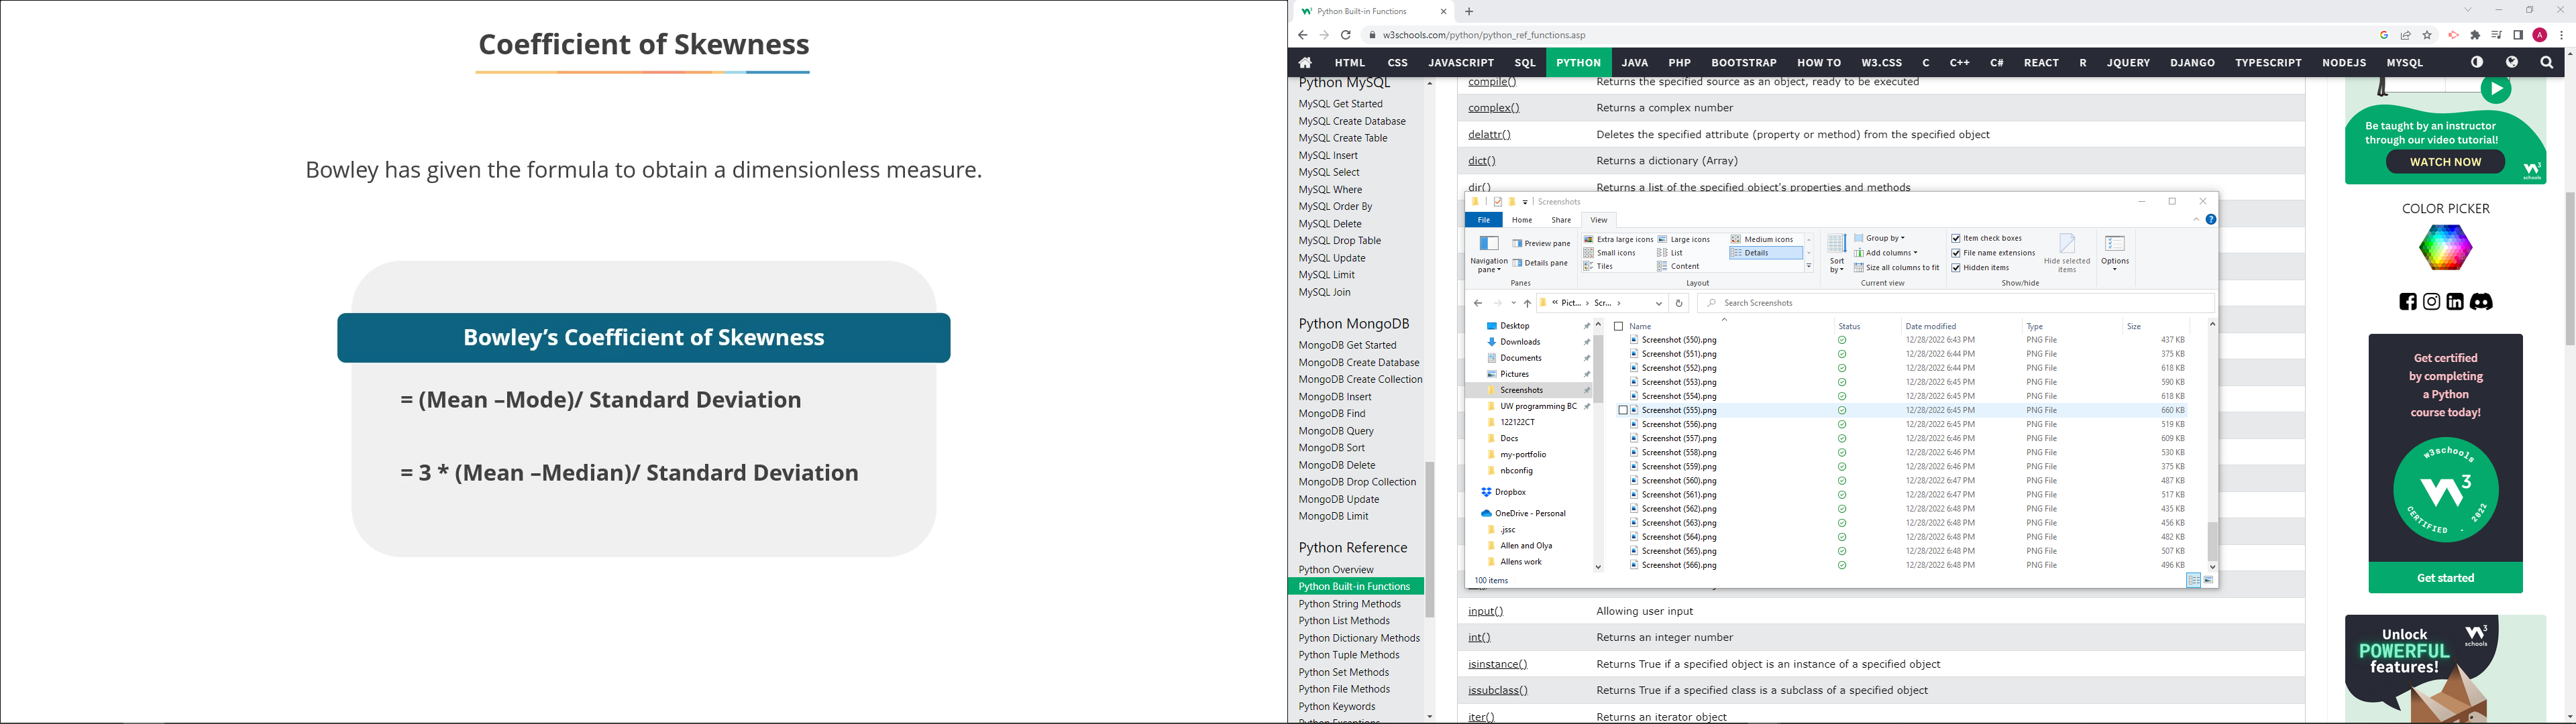 Coefficient of Skewness
Bowley has given the formula to obtain a dimensionless measure.
Bowley’s Coefficient of Skewness
= (Mean –Mode)/ Standard Deviation
= 3 * (Mean –Median)/ Standard Deviation
Python Built-in Functions
w3schools.com/python/python_ref_functions.asp
A
HTML CSS JAVASCRIPT SQL PYTHON JAVA PHP BOOTSTRAP HOW TO W3.CSS C C++ C# REACT R JQUERY DJANGO TYPESCRIPT NODEJS MYSQL
Python MySQL
MySQL Get Started
MySQL Create Database
MySQL Create Table
MySQL Insert
MySQL Select
MySQL Where
MySQL Order By
MySQL Delete
MySQL Drop Table
MySQL Update
MySQL Limit
MySQL Join
Python MongoDB
MongoDB Get Started
MongoDB Create Database
MongoDB Create Collection
MongoDB Insert
MongoDB Find
MongoDB Query
MongoDB Sort
MongoDB Delete
MongoDB Drop Collection
MongoDB Update
MongoDB Limit
Python Reference
Python Overview
Python Built-in Functions
Python String Methods
Python List Methods
Python Dictionary Methods
Python Tuple Methods
Python Set Methods
Python File Methods
Python Keywords
Python Exceptions
compile() Returns the specified source as an object, ready to be executed
complex() Returns a complex number
delattr() Deletes the specified attribute (property or method) from the specified object
dict() Returns a dictionary (Array)
dir() Returns a list of the specified object's properties and methods
Screenshots
File Home Share View
Navigation pane
Preview pane
Details pane
Panes
Extra large icons Large icons Medium icons
Small icons List Details
Tiles Content
Layout
Sort by
Group by
Add columns
Size all columns to fit
Current view
Item check boxes
File name extensions
Hidden items
Hide selected items
Show/hide
Options
« Pict... › Scr... ›
Search Screenshots
Desktop
Downloads
Documents
Pictures
Screenshots
UW programming BC
122122CT
Docs
my-portfolio
nbconfig
Dropbox
OneDrive - Personal
.jssc
Allen and Olya
Allens work
Name Status Date modified Type Size
Screenshot (550).png 12/28/2022 6:43 PM PNG File 437 KB
Screenshot (551).png 12/28/2022 6:44 PM PNG File 375 KB
Screenshot (552).png 12/28/2022 6:44 PM PNG File 618 KB
Screenshot (553).png 12/28/2022 6:45 PM PNG File 590 KB
Screenshot (554).png 12/28/2022 6:45 PM PNG File 618 KB
Screenshot (555).png 12/28/2022 6:45 PM PNG File 660 KB
Screenshot (556).png 12/28/2022 6:45 PM PNG File 519 KB
Screenshot (557).png 12/28/2022 6:46 PM PNG File 609 KB
Screenshot (558).png 12/28/2022 6:46 PM PNG File 530 KB
Screenshot (559).png 12/28/2022 6:46 PM PNG File 375 KB
Screenshot (560).png 12/28/2022 6:47 PM PNG File 487 KB
Screenshot (561).png 12/28/2022 6:47 PM PNG File 517 KB
Screenshot (562).png 12/28/2022 6:48 PM PNG File 435 KB
Screenshot (563).png 12/28/2022 6:48 PM PNG File 456 KB
Screenshot (564).png 12/28/2022 6:48 PM PNG File 482 KB
Screenshot (565).png 12/28/2022 6:48 PM PNG File 507 KB
Screenshot (566).png 12/28/2022 6:48 PM PNG File 496 KB
100 items
input() Allowing user input
int() Returns an integer number
isinstance() Returns True if a specified object is an instance of a specified object
issubclass() Returns True if a specified class is a subclass of a specified object
iter() Returns an iterator object
Be taught by an instructor
through our video tutorial!
WATCH NOW
w3 schools
COLOR PICKER
Get certified
by completing
a Python
course today!
w3schools
w3
CERTIFIED . 2022
Get started
Unlock
POWERFUL
features!
w3 schools